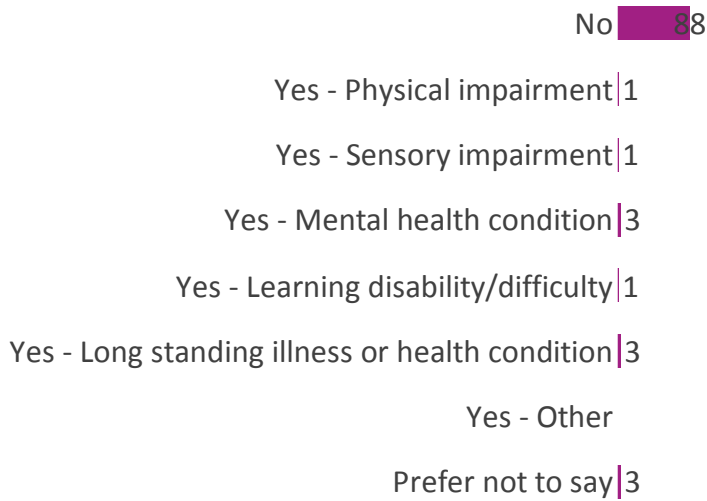 No 88
Yes - Physical impairment 1
Yes - Sensory impairment 1
Yes - Mental health condition 3
Yes - Learning disability/difficulty 1
Yes - Long standing illness or health condition 3
Yes - Other
Prefer not to say 3